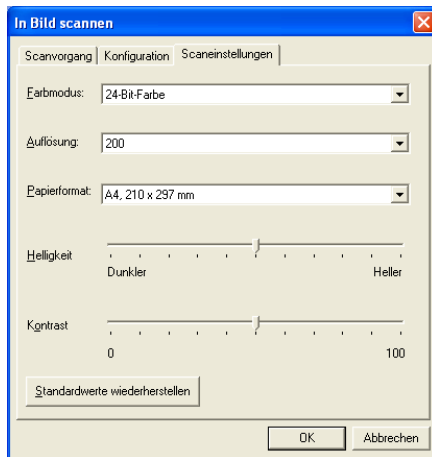 In Bild scannen
Scanvorgang Konfiguration Scaneinstellungen
Farbmodus: 24-Bit-Farbe
Auflösung: 200
Papierformat: A4, 210 x 297 mm
Helligkeit
Dunkler Heller
Kontrast
0 100
Standardwerte wiederherstellen
OK Abbrechen